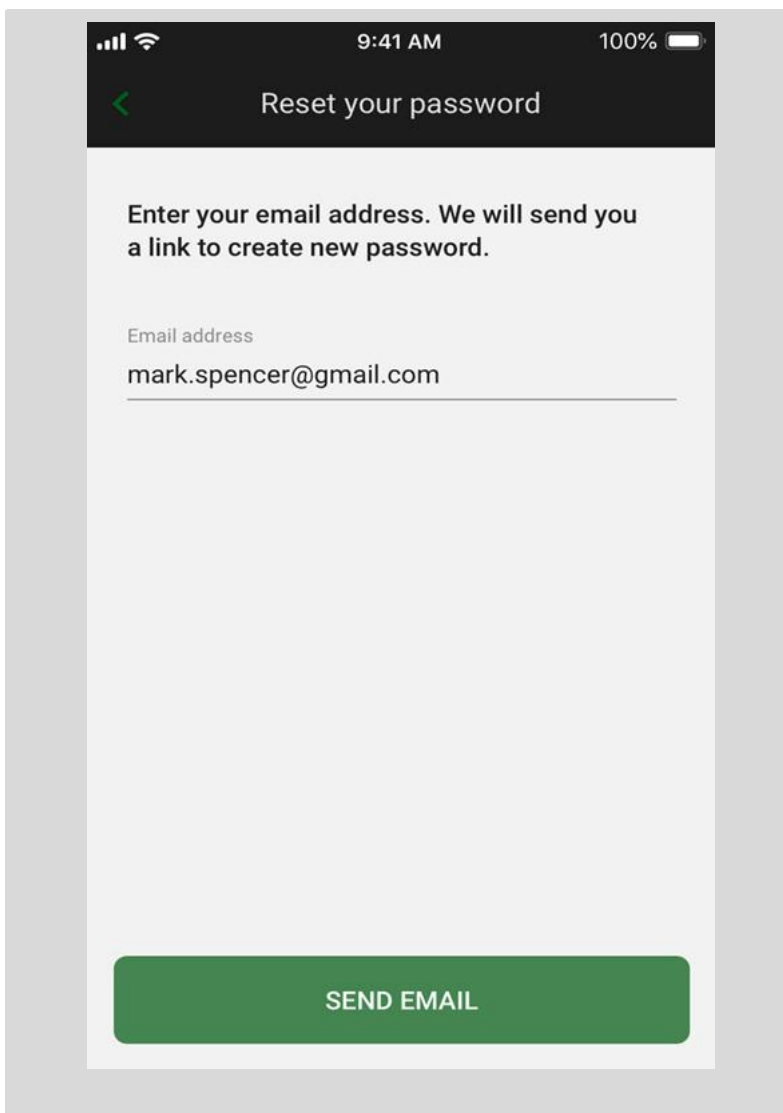 9:41 AM 100%
Reset your password
Enter your email address. We will send you
a link to create new password.
Email address
mark.spencer@gmail.com
SEND EMAIL